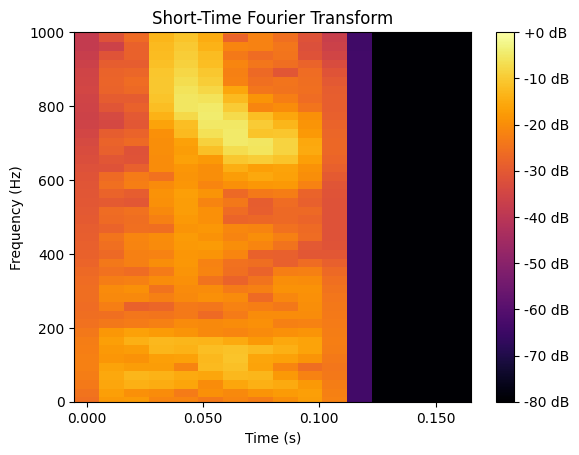 Short-Time Fourier Transform
1000
800
600
400
200
0
Frequency (Hz)
0.000
0.050
0.100
0.150
Time (s)
+0 dB
-10 dB
-20 dB
-30 dB
-40 dB
-50 dB
-60 dB
-70 dB
-80 dB